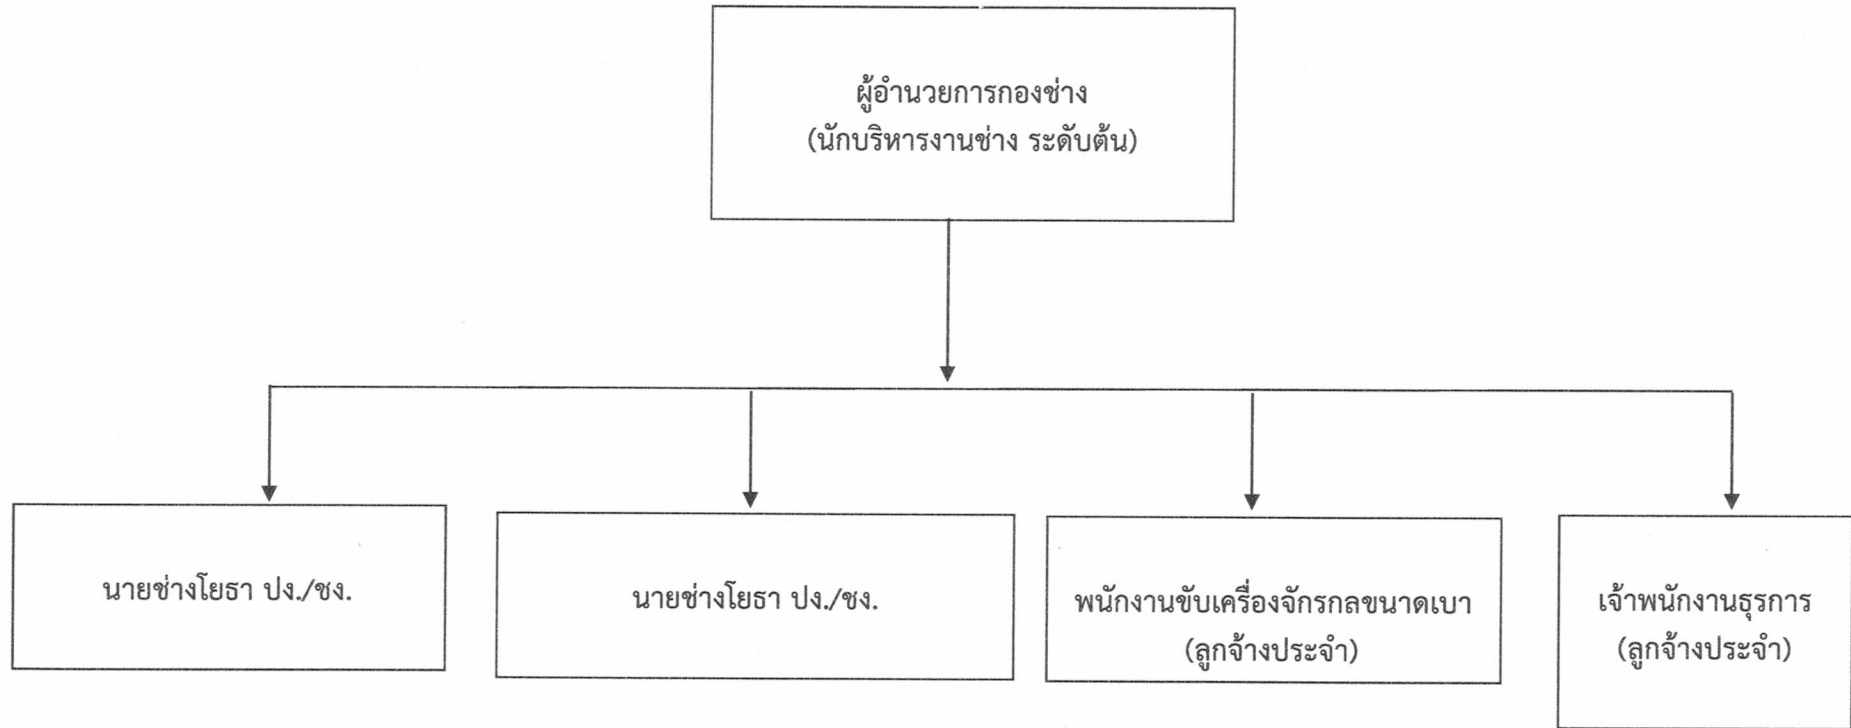 ผู้อำนวยการกองช่าง
(นักบริหารงานช่าง ระดับต้น)
นายช่างโยธา ปง./ชง.
นายช่างโยธา ปง./ชง.
พนักงานขับเครื่องจักรกลขนาดเบา
(ลูกจ้างประจำ)
เจ้าพนักงานธุรการ
(ลูกจ้างประจำ)